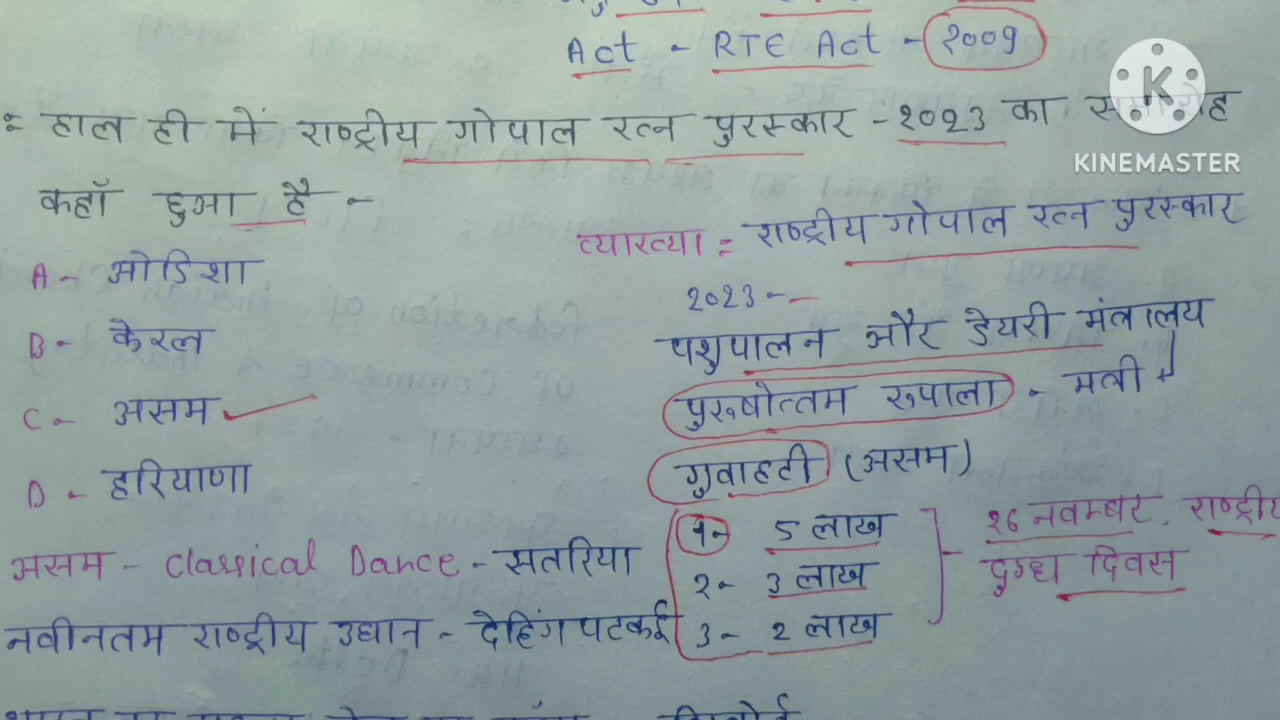 Act - RTE Act - 2009
हाल ही में राष्ट्रीय गोपाल रत्न पुरस्कार - 2023 का
कहाँ हुआ है -
A - ओडिशा
B - केरल
C - असम
D - हरियाणा
असम - Classical Dance - सतरिया
नवीनतम राष्ट्रीय उधान - देहिंग पटकई
व्याख्या = राष्ट्रीय गोपाल रत्न पुरस्कार
2023 -
पशुपालन और डेयरी मंत्रालय
पुरुषोत्तम रुपाला - मंत्री
गुवाहटी (असम)
1- 5 लाख
2- 3 लाख
3- 2 लाख
26 नवम्बर, राष्ट्रीय
दुग्ध दिवस
KINEMASTER